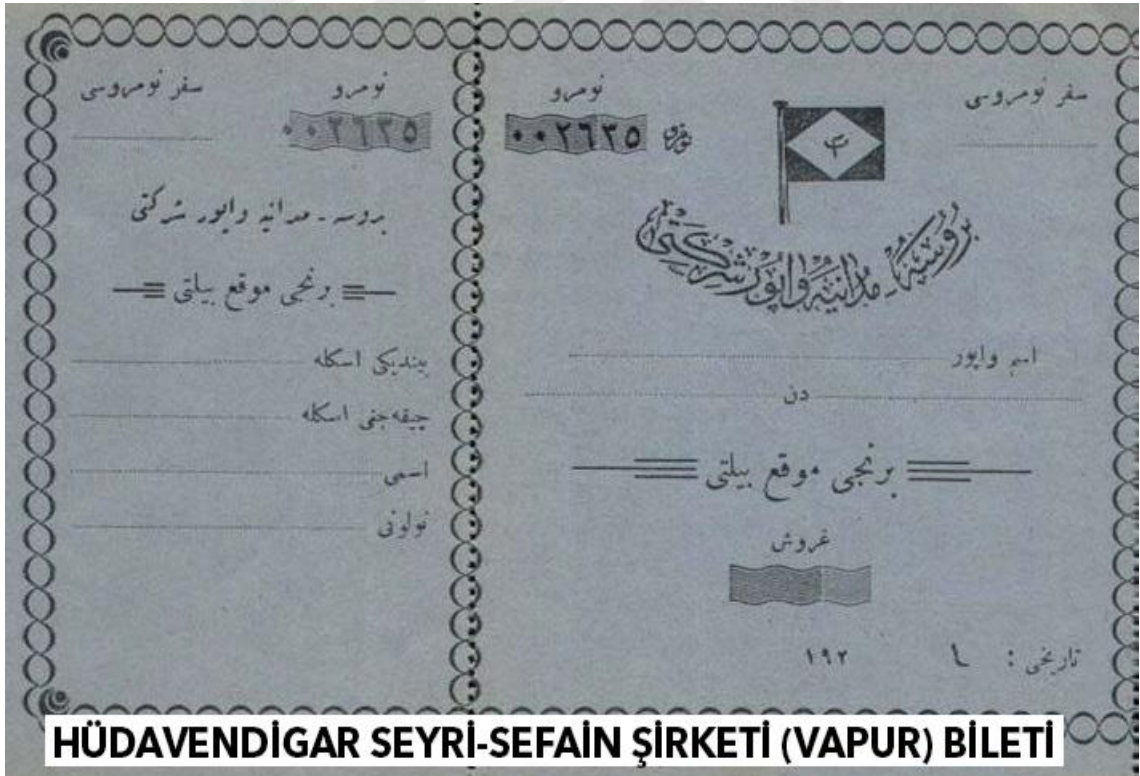 سفر نومروسی
نومرو
نومرو ٠٠٢٦٣٥
بروسه - مدانیه واپور شرکتی
اسم واپور
دن
برنجی موقع بیلتی
غروش
تاریخی : ١٩٢
سفر نومروسی
نومرو
٠٠٢٦٣٥
بروسه - مدانیه واپور شرکتی
برنجی موقع بیلتی
بیندیکی اسکله
چیقه‌جغی اسکله
اسمی
نولونی
HÜDAVENDİGAR SEYRİ-SEFAİN ŞİRKETİ (VAPUR) BİLETİ